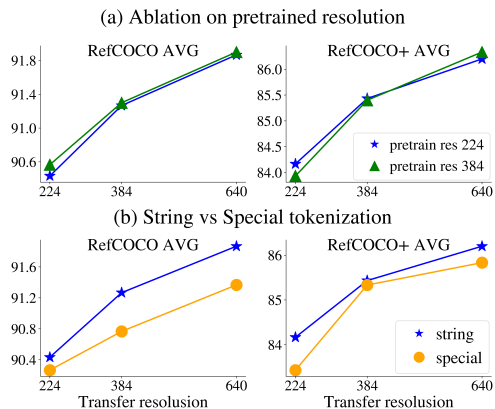 (a) Ablation on pretrained resolution
RefCOCO AVG
91.8
91.4
91.0
90.6
224
384
640
RefCOCO+ AVG
86.0
85.5
85.0
84.5
84.0
pretrain res 224
pretrain res 384
224
384
640
(b) String vs Special tokenization
RefCOCO AVG
91.6
91.2
90.8
90.4
224
384
640
Transfer resolusion
RefCOCO+ AVG
86
85
84
string
special
224
384
640
Transfer resolusion